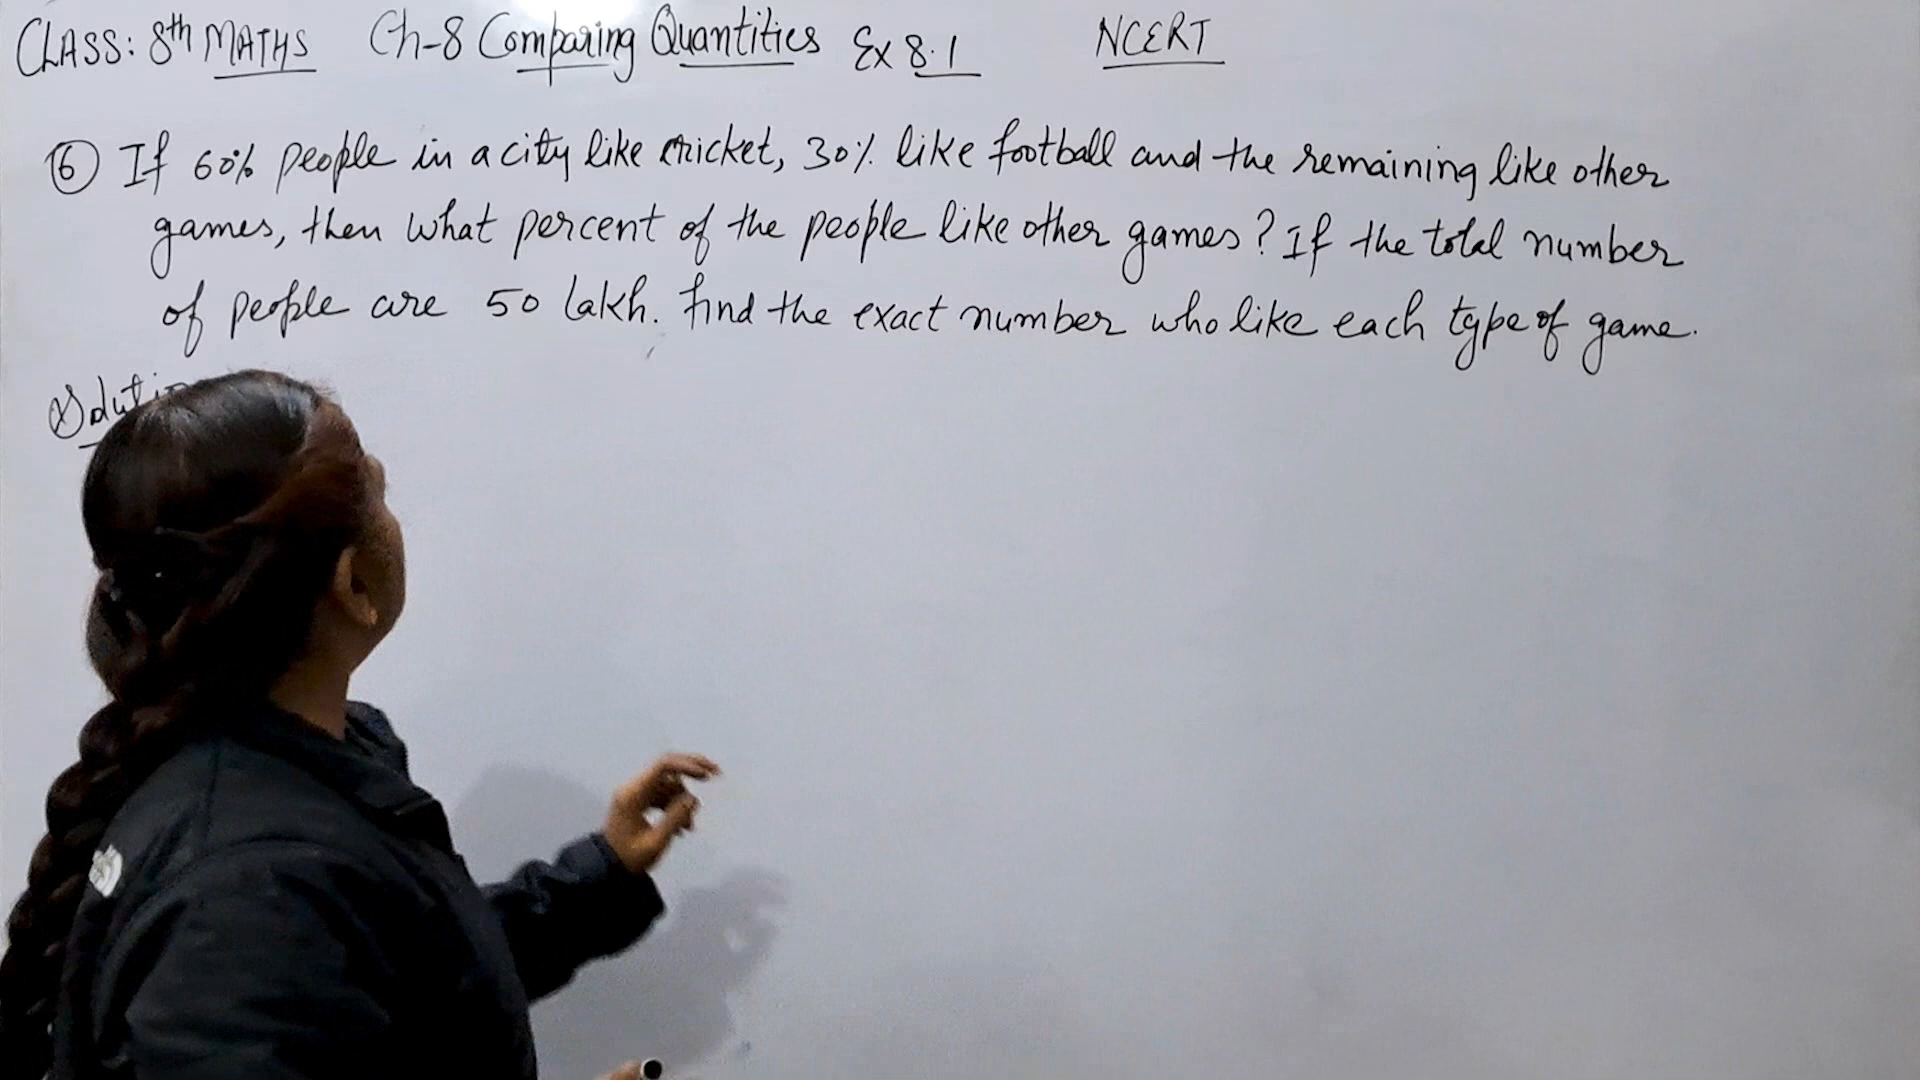 CLASS: 8th MATHS Ch-8 Comparing Quantities Ex 8.1 NCERT
⑥ If 60% people in a city like cricket, 30% like football and the remaining like other
games, then what percent of the people like other games? If the total number
of people are 50 lakh. find the exact number who like each type of game.